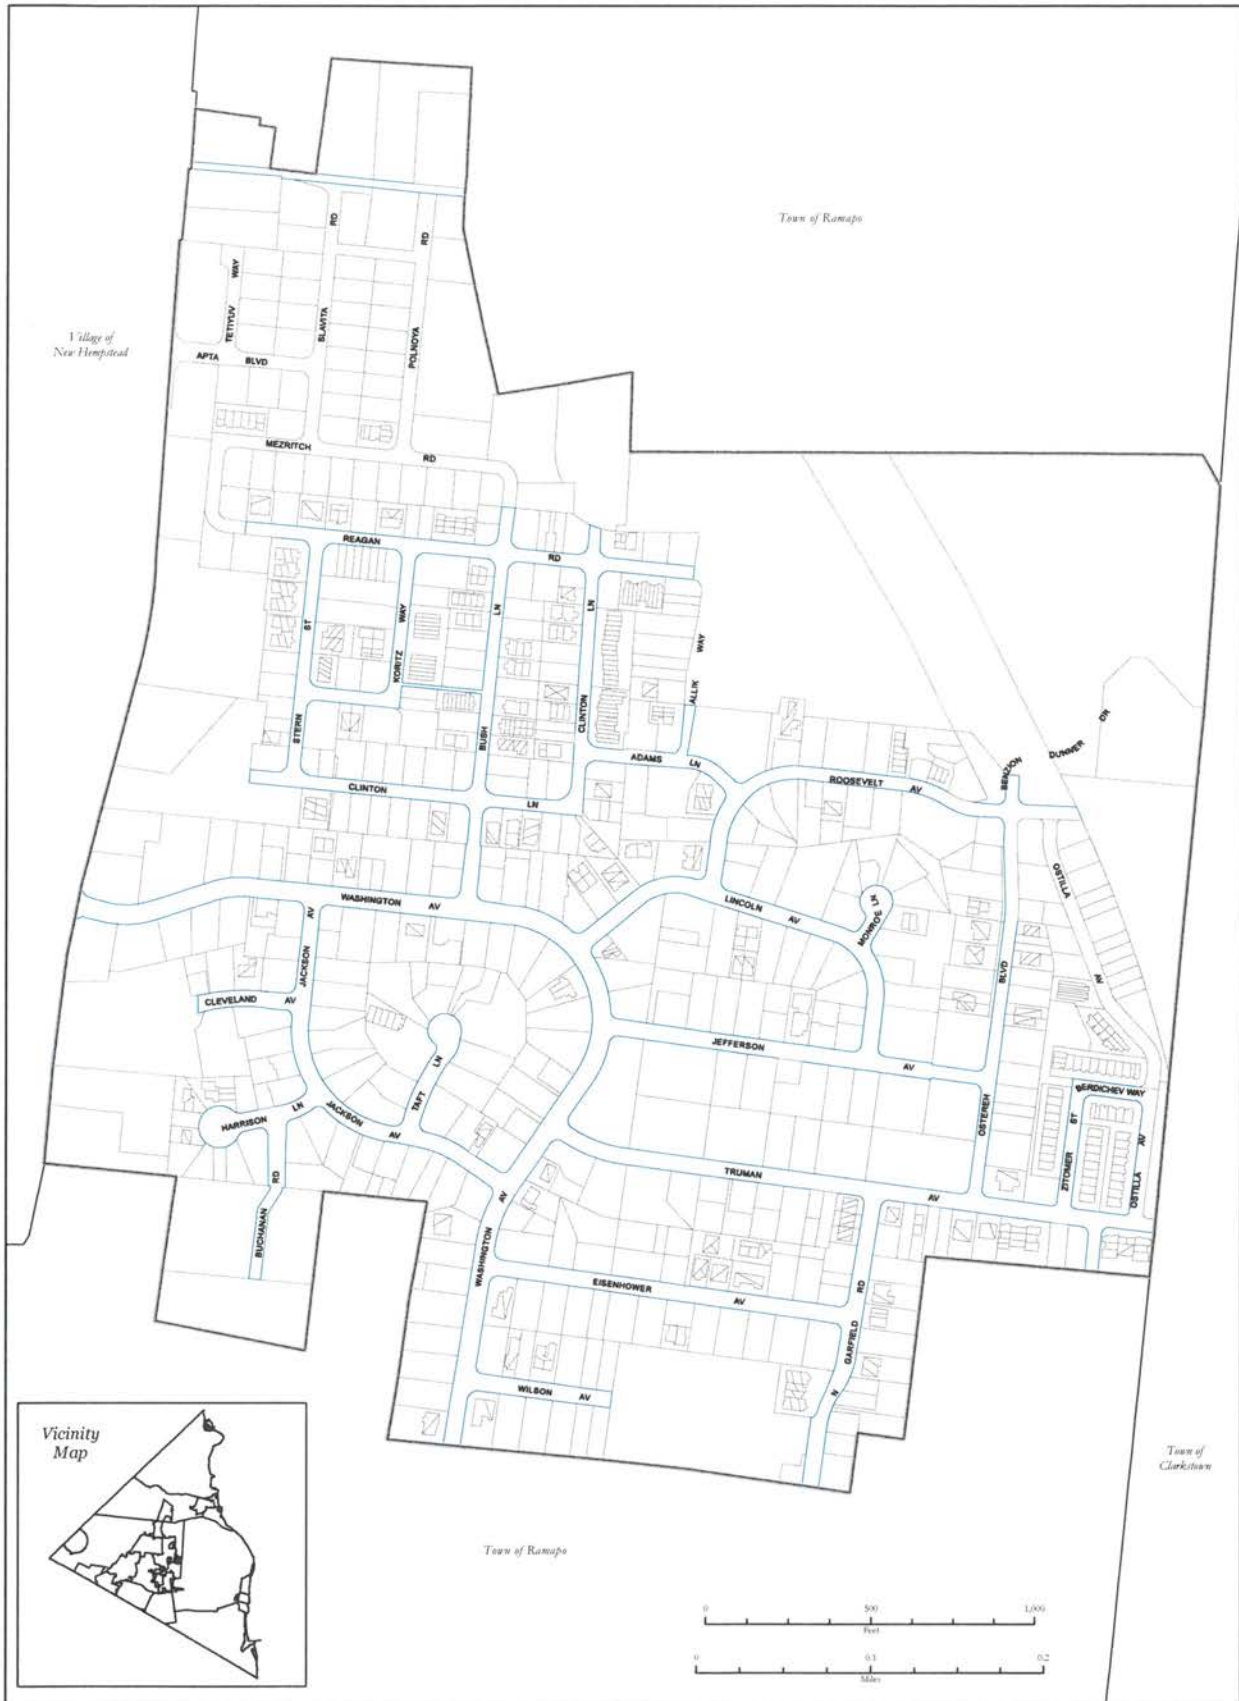 Town of Ramapo
RD
RD
WAY
TETIYUV
SLAVITA
POLNOYA
Village of
New Hempstead
APTA BLVD
MEZRITCH RD
REAGAN RD
ST
KORITZ WAY
LN
LN
ALLIK WAY
STERN
BUSH
CLINTON
ADAMS LN
ROOSEVELT AV
BENZION
DUNNER
DR
CLINTON LN
OSTILLA AV
WASHINGTON AV
LINCOLN AV
MONROE LN
JACKSON AV
CLEVELAND AV
BLVD
JEFFERSON AV
TAFT LN
JACKSON AV
HARRISON LN
OSTEREH
BERDICHEV WAY
ZITOMER ST
OSTILLA AV
TRUMAN AV
BUCHANAN RD
WASHINGTON AV
EISENHOWER AV
N GARFIELD RD
WILSON AV
Vicinity
Map
Town of
Clarkstown
Town of Ramapo
0 500 1,000
Feet
0 0.1 0.2
Miles